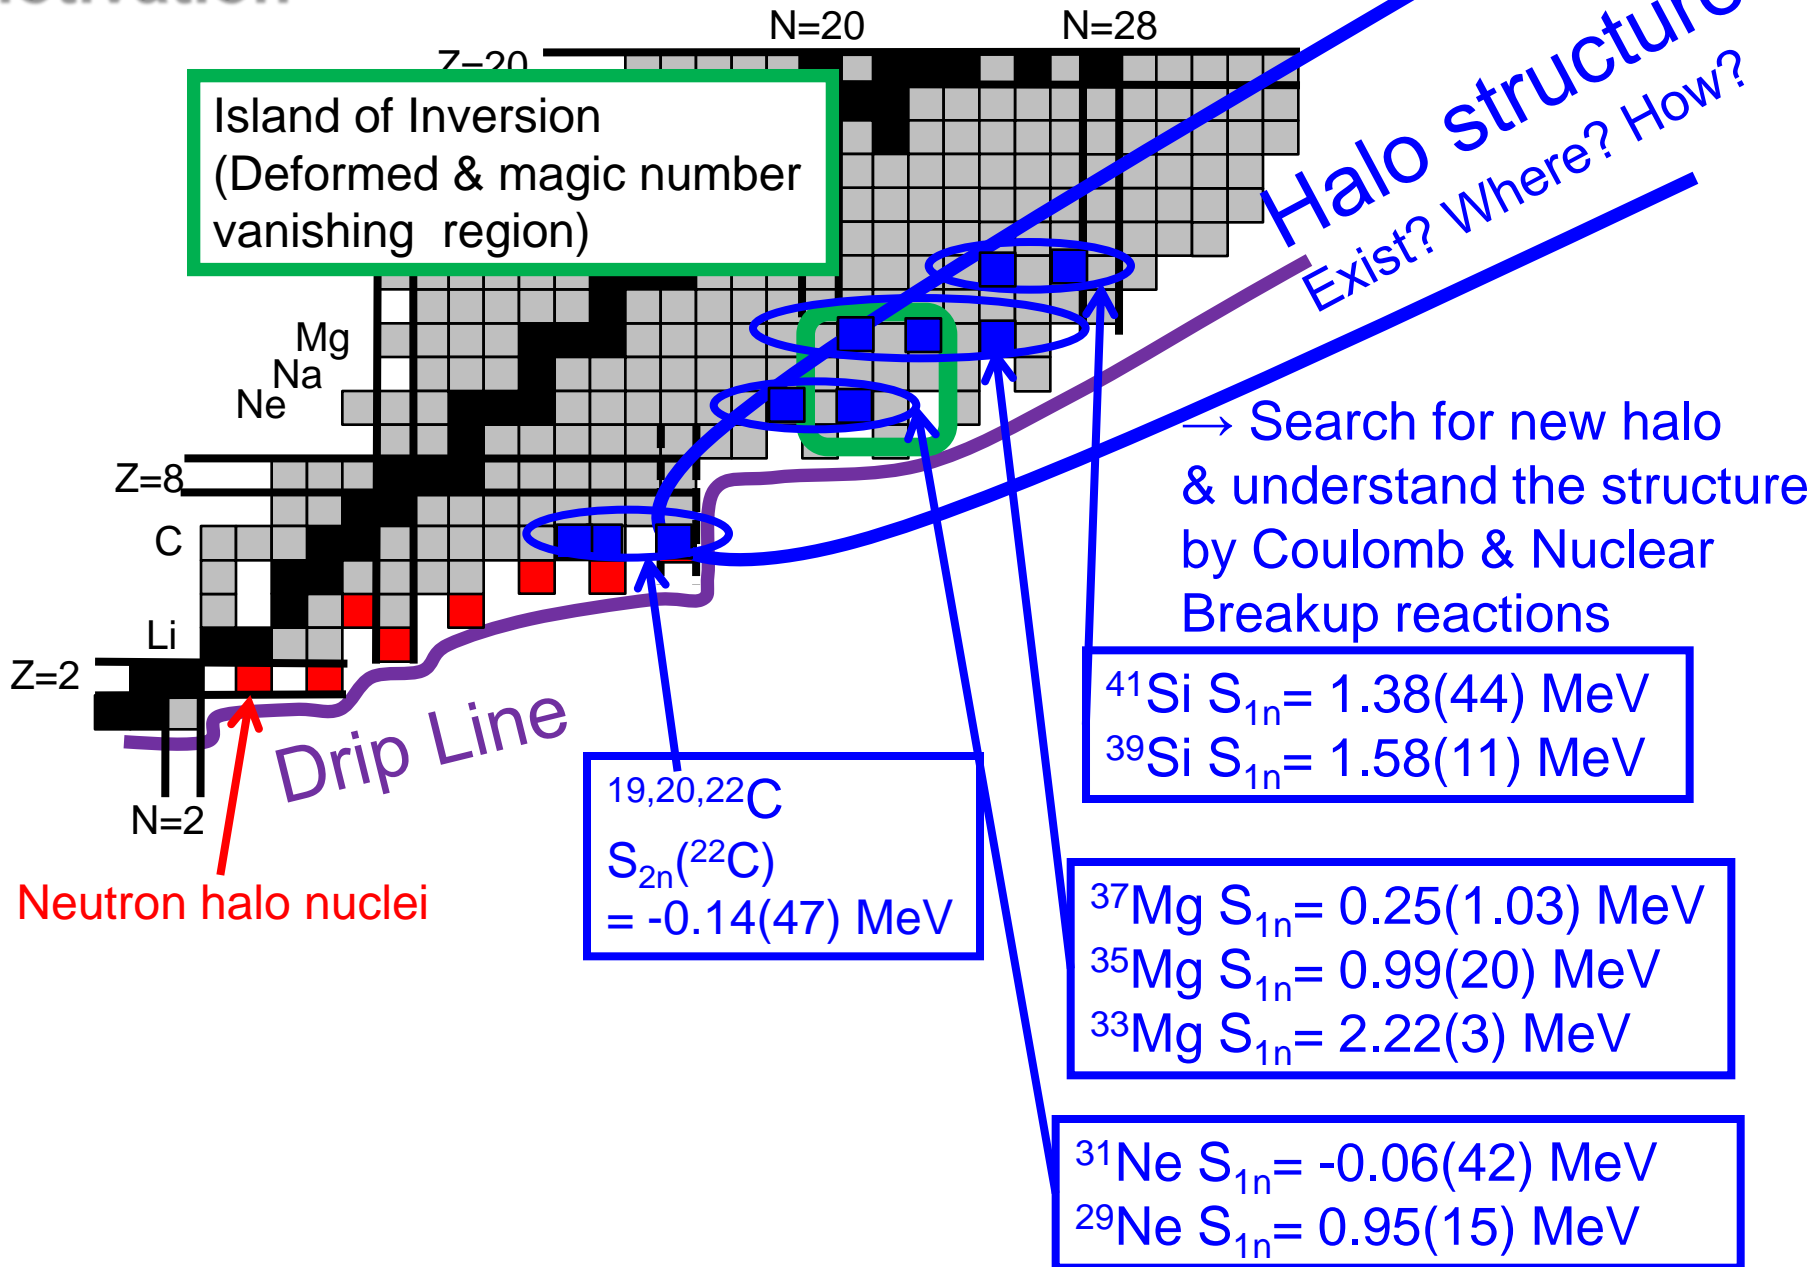 N=20
N=28
Z=20
Island of Inversion
(Deformed & magic number
vanishing region)
Halo structure
Exist? Where? How?
Mg
Na
Ne
Z=8
C
Li
Z=2
N=2
Drip Line
Neutron halo nuclei
→ Search for new halo
& understand the structure
by Coulomb & Nuclear
Breakup reactions
⁴¹Si S₁ₙ= 1.38(44) MeV
³⁹Si S₁ₙ= 1.58(11) MeV
¹⁹,²⁰,²²C
S₂ₙ(²²C)
= -0.14(47) MeV
³⁷Mg S₁ₙ= 0.25(1.03) MeV
³⁵Mg S₁ₙ= 0.99(20) MeV
³³Mg S₁ₙ= 2.22(3) MeV
³¹Ne S₁ₙ= -0.06(42) MeV
²⁹Ne S₁ₙ= 0.95(15) MeV